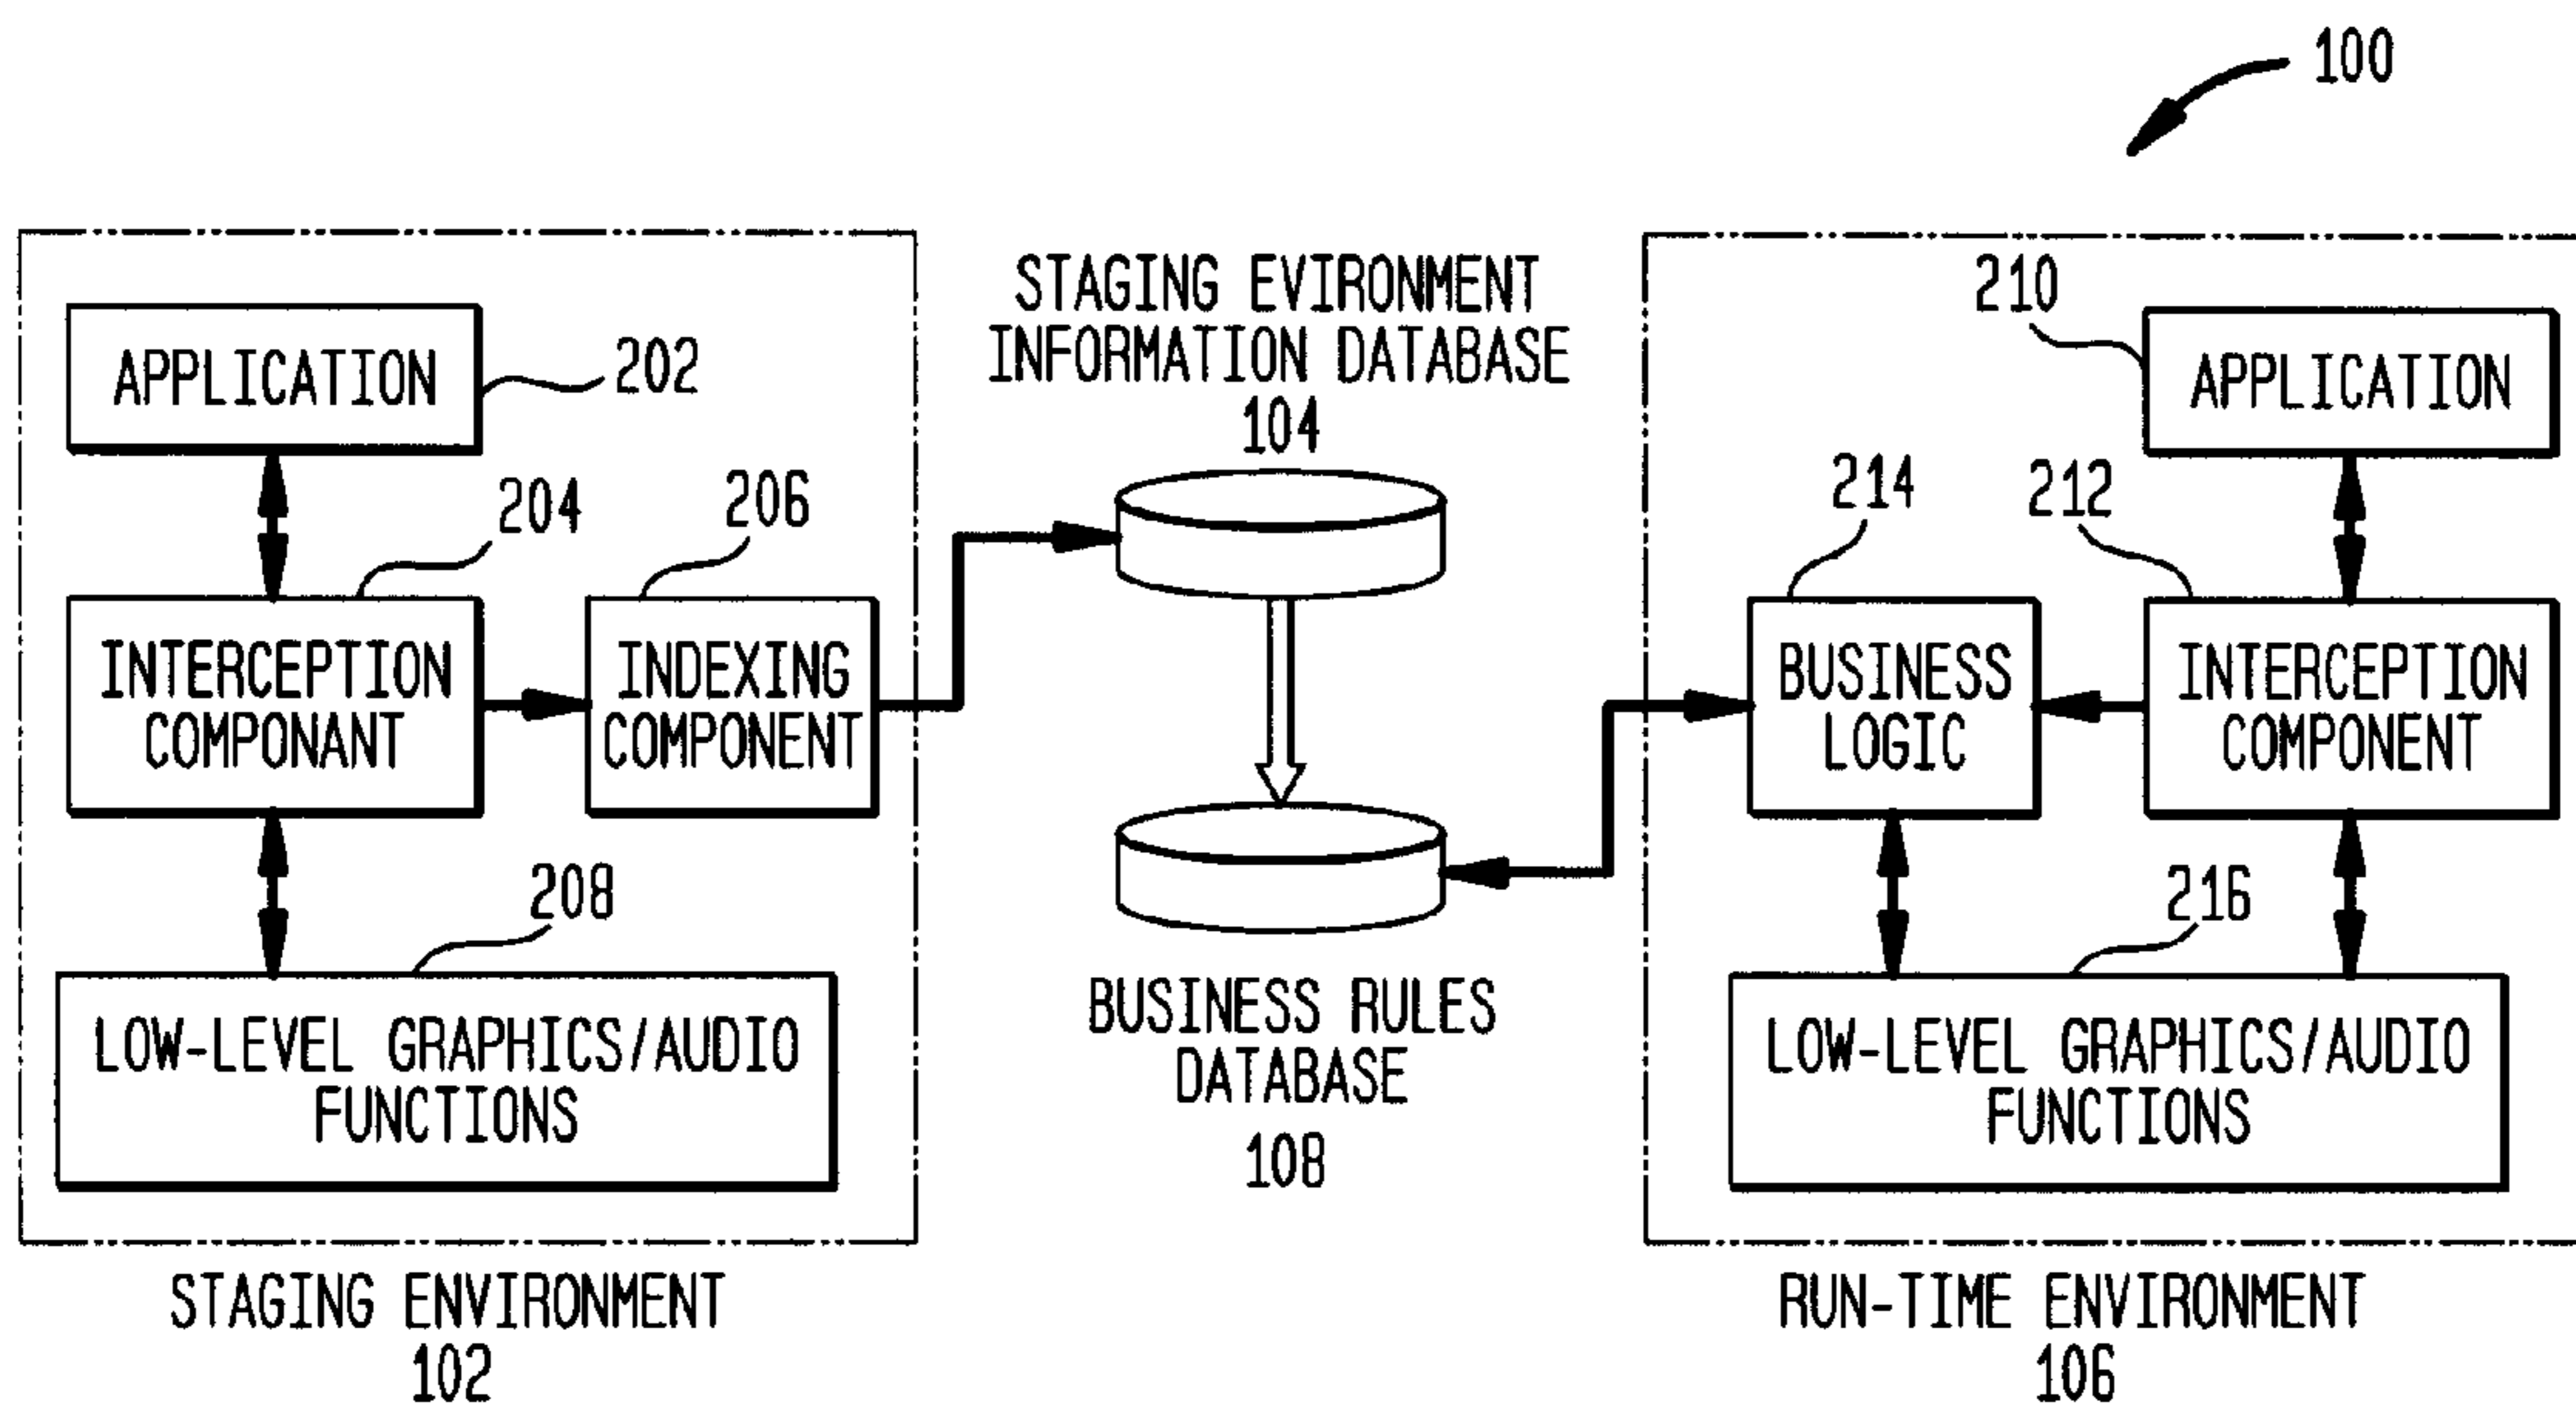 100
APPLICATION
202
204
206
INTERCEPTION
COMPONANT
INDEXING
COMPONENT
208
LOW-LEVEL GRAPHICS/AUDIO
FUNCTIONS
STAGING ENVIRONMENT
102
STAGING EVIRONMENT
INFORMATION DATABASE
104
BUSINESS RULES
DATABASE
108
210
APPLICATION
214
212
BUSINESS
LOGIC
INTERCEPTION
COMPONENT
216
LOW-LEVEL GRAPHICS/AUDIO
FUNCTIONS
RUN-TIME ENVIRONMENT
106